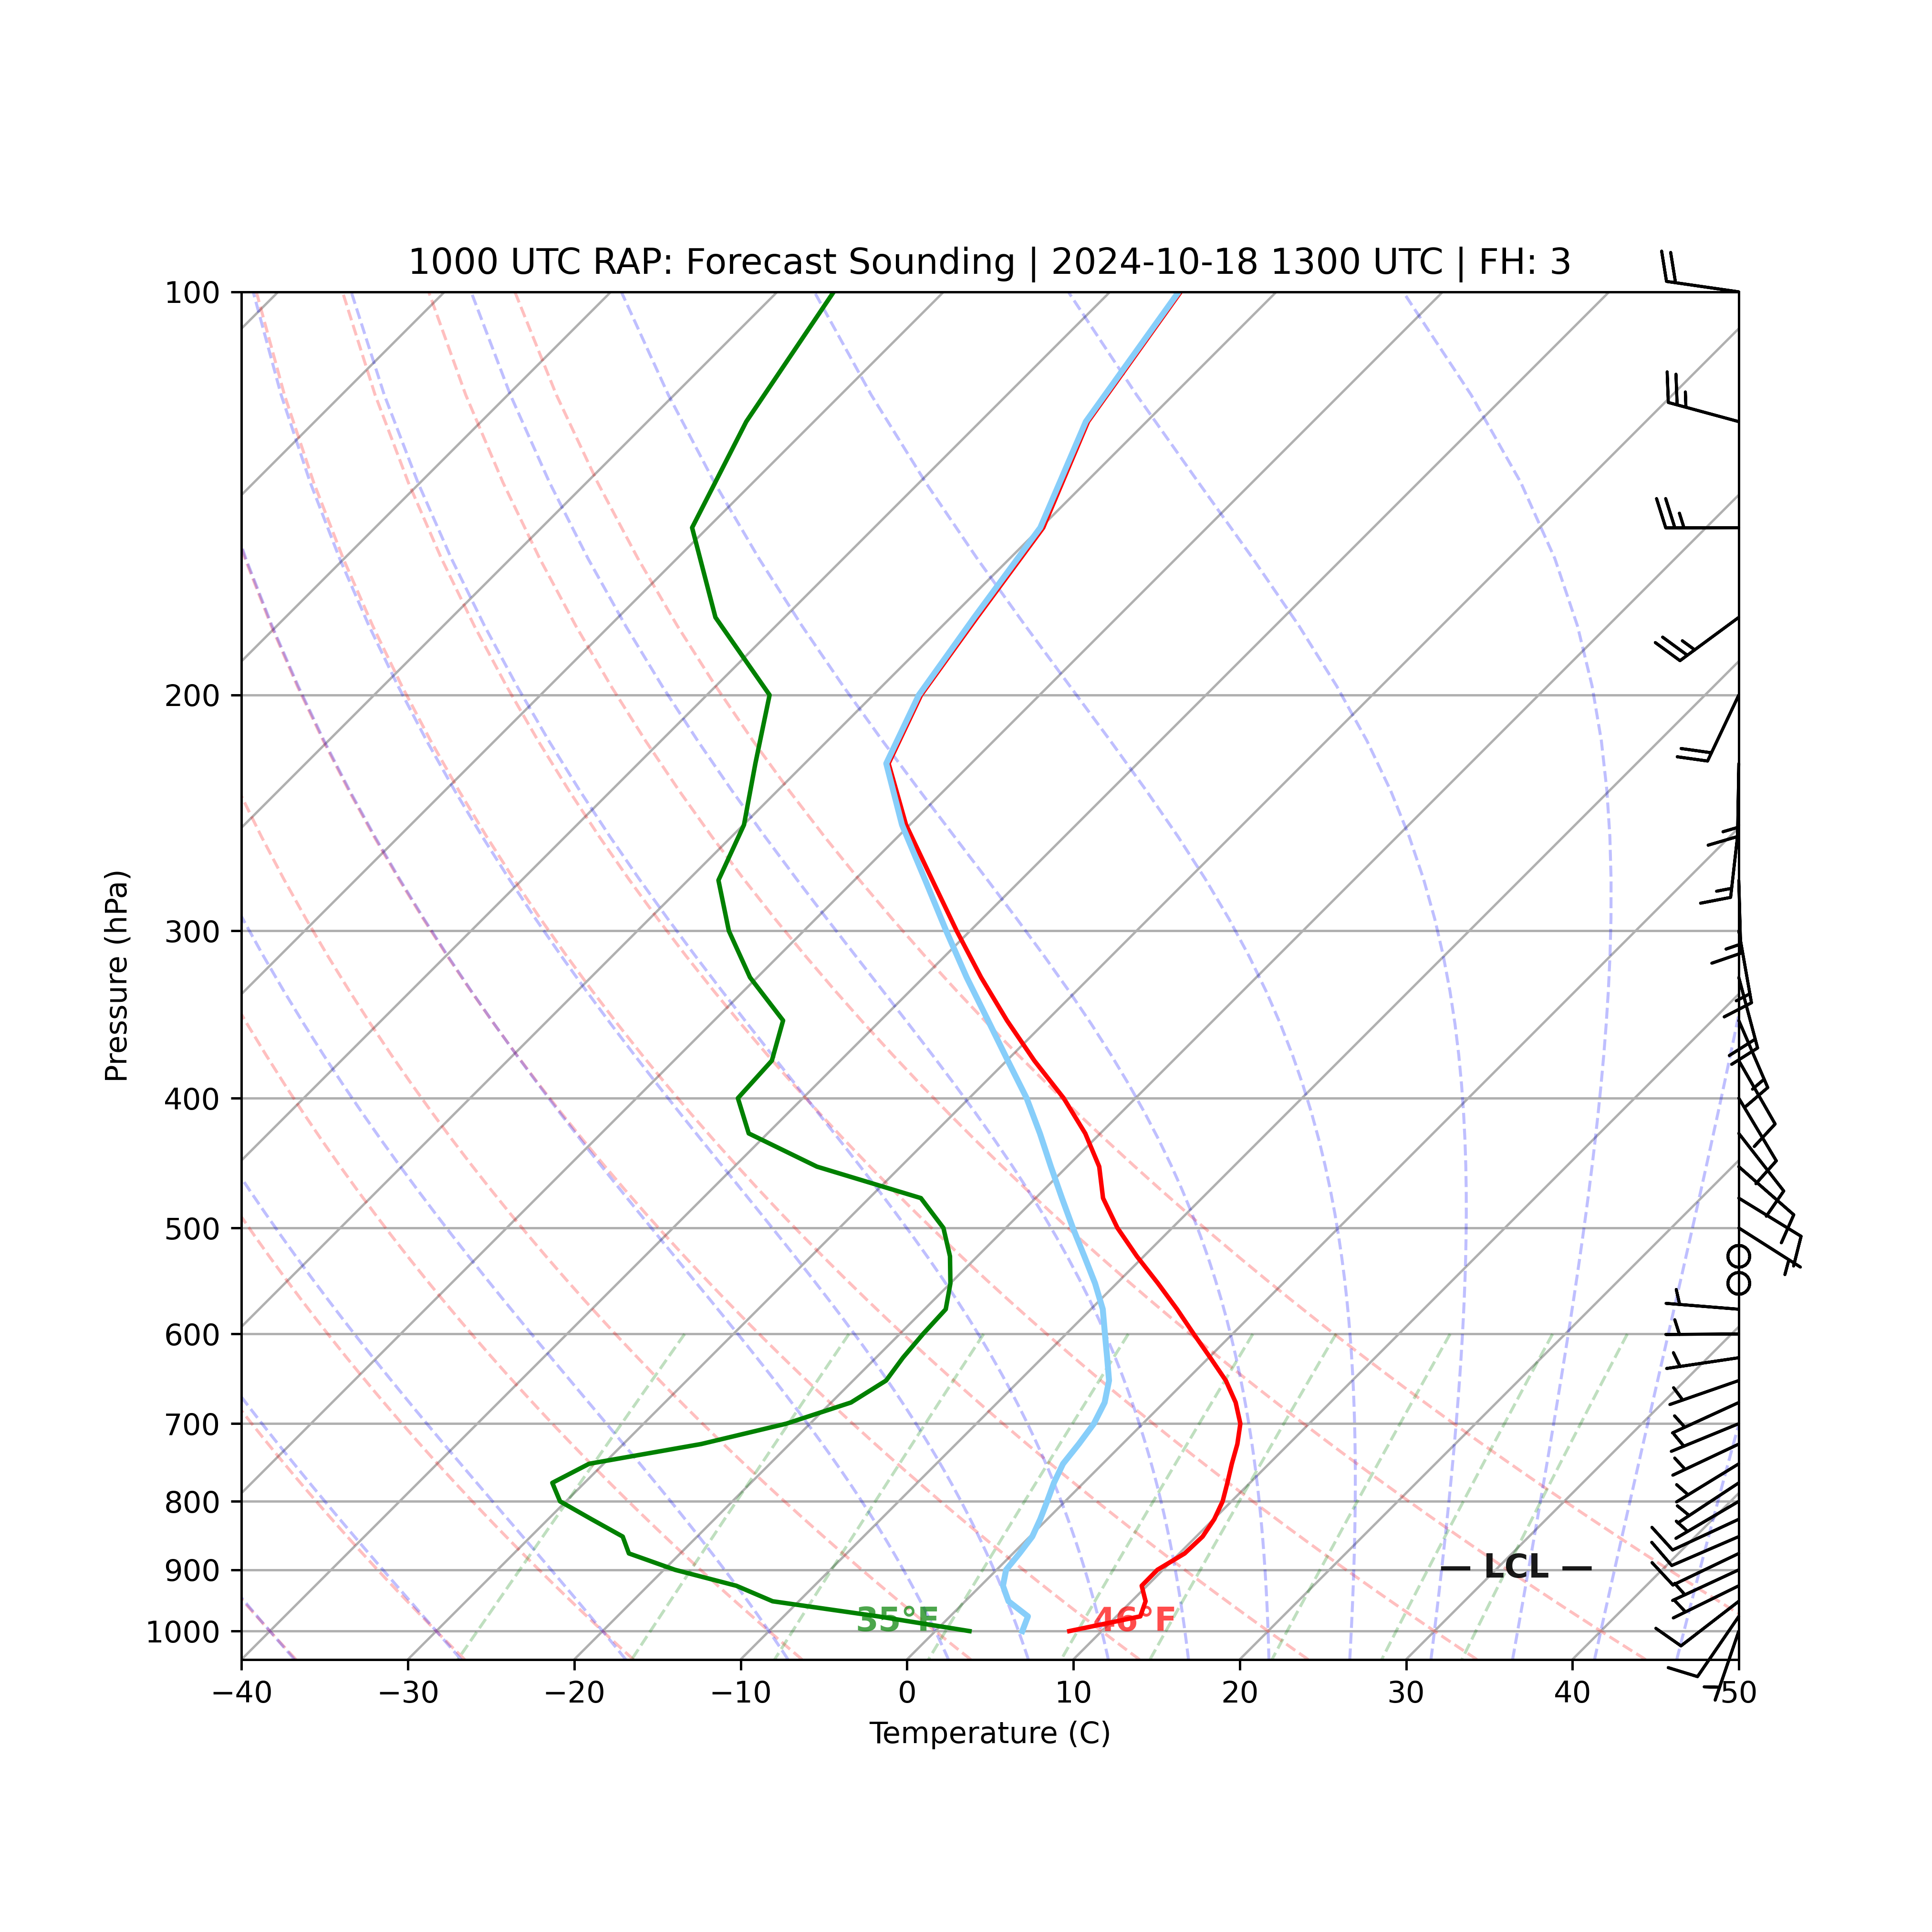 1000 UTC RAP: Forecast Sounding | 2024-10-18 1300 UTC | FH: 3
100
200
300
400
500
600
700
800
900
1000
Pressure (hPa)
— LCL —
35°F 46°F
−40 −30 −20 −10 0 10 20 30 40 50
Temperature (C)